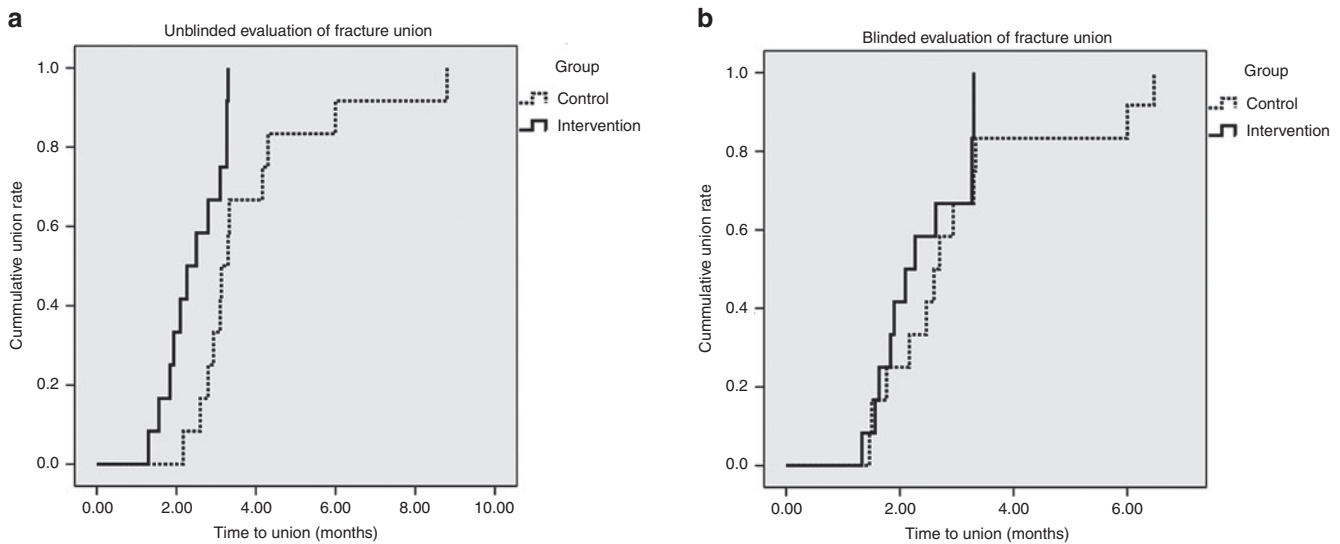 a
Unblinded evaluation of fracture union
1.0
0.8
0.6
0.4
0.2
0.0
Cummulative union rate
0.00 2.00 4.00 6.00 8.00 10.00
Time to union (months)
Group
Control
Intervention
b
Blinded evaluation of fracture union
1.0
0.8
0.6
0.4
0.2
0.0
Cummulative union rate
0.00 2.00 4.00 6.00
Time to union (months)
Group
Control
Intervention